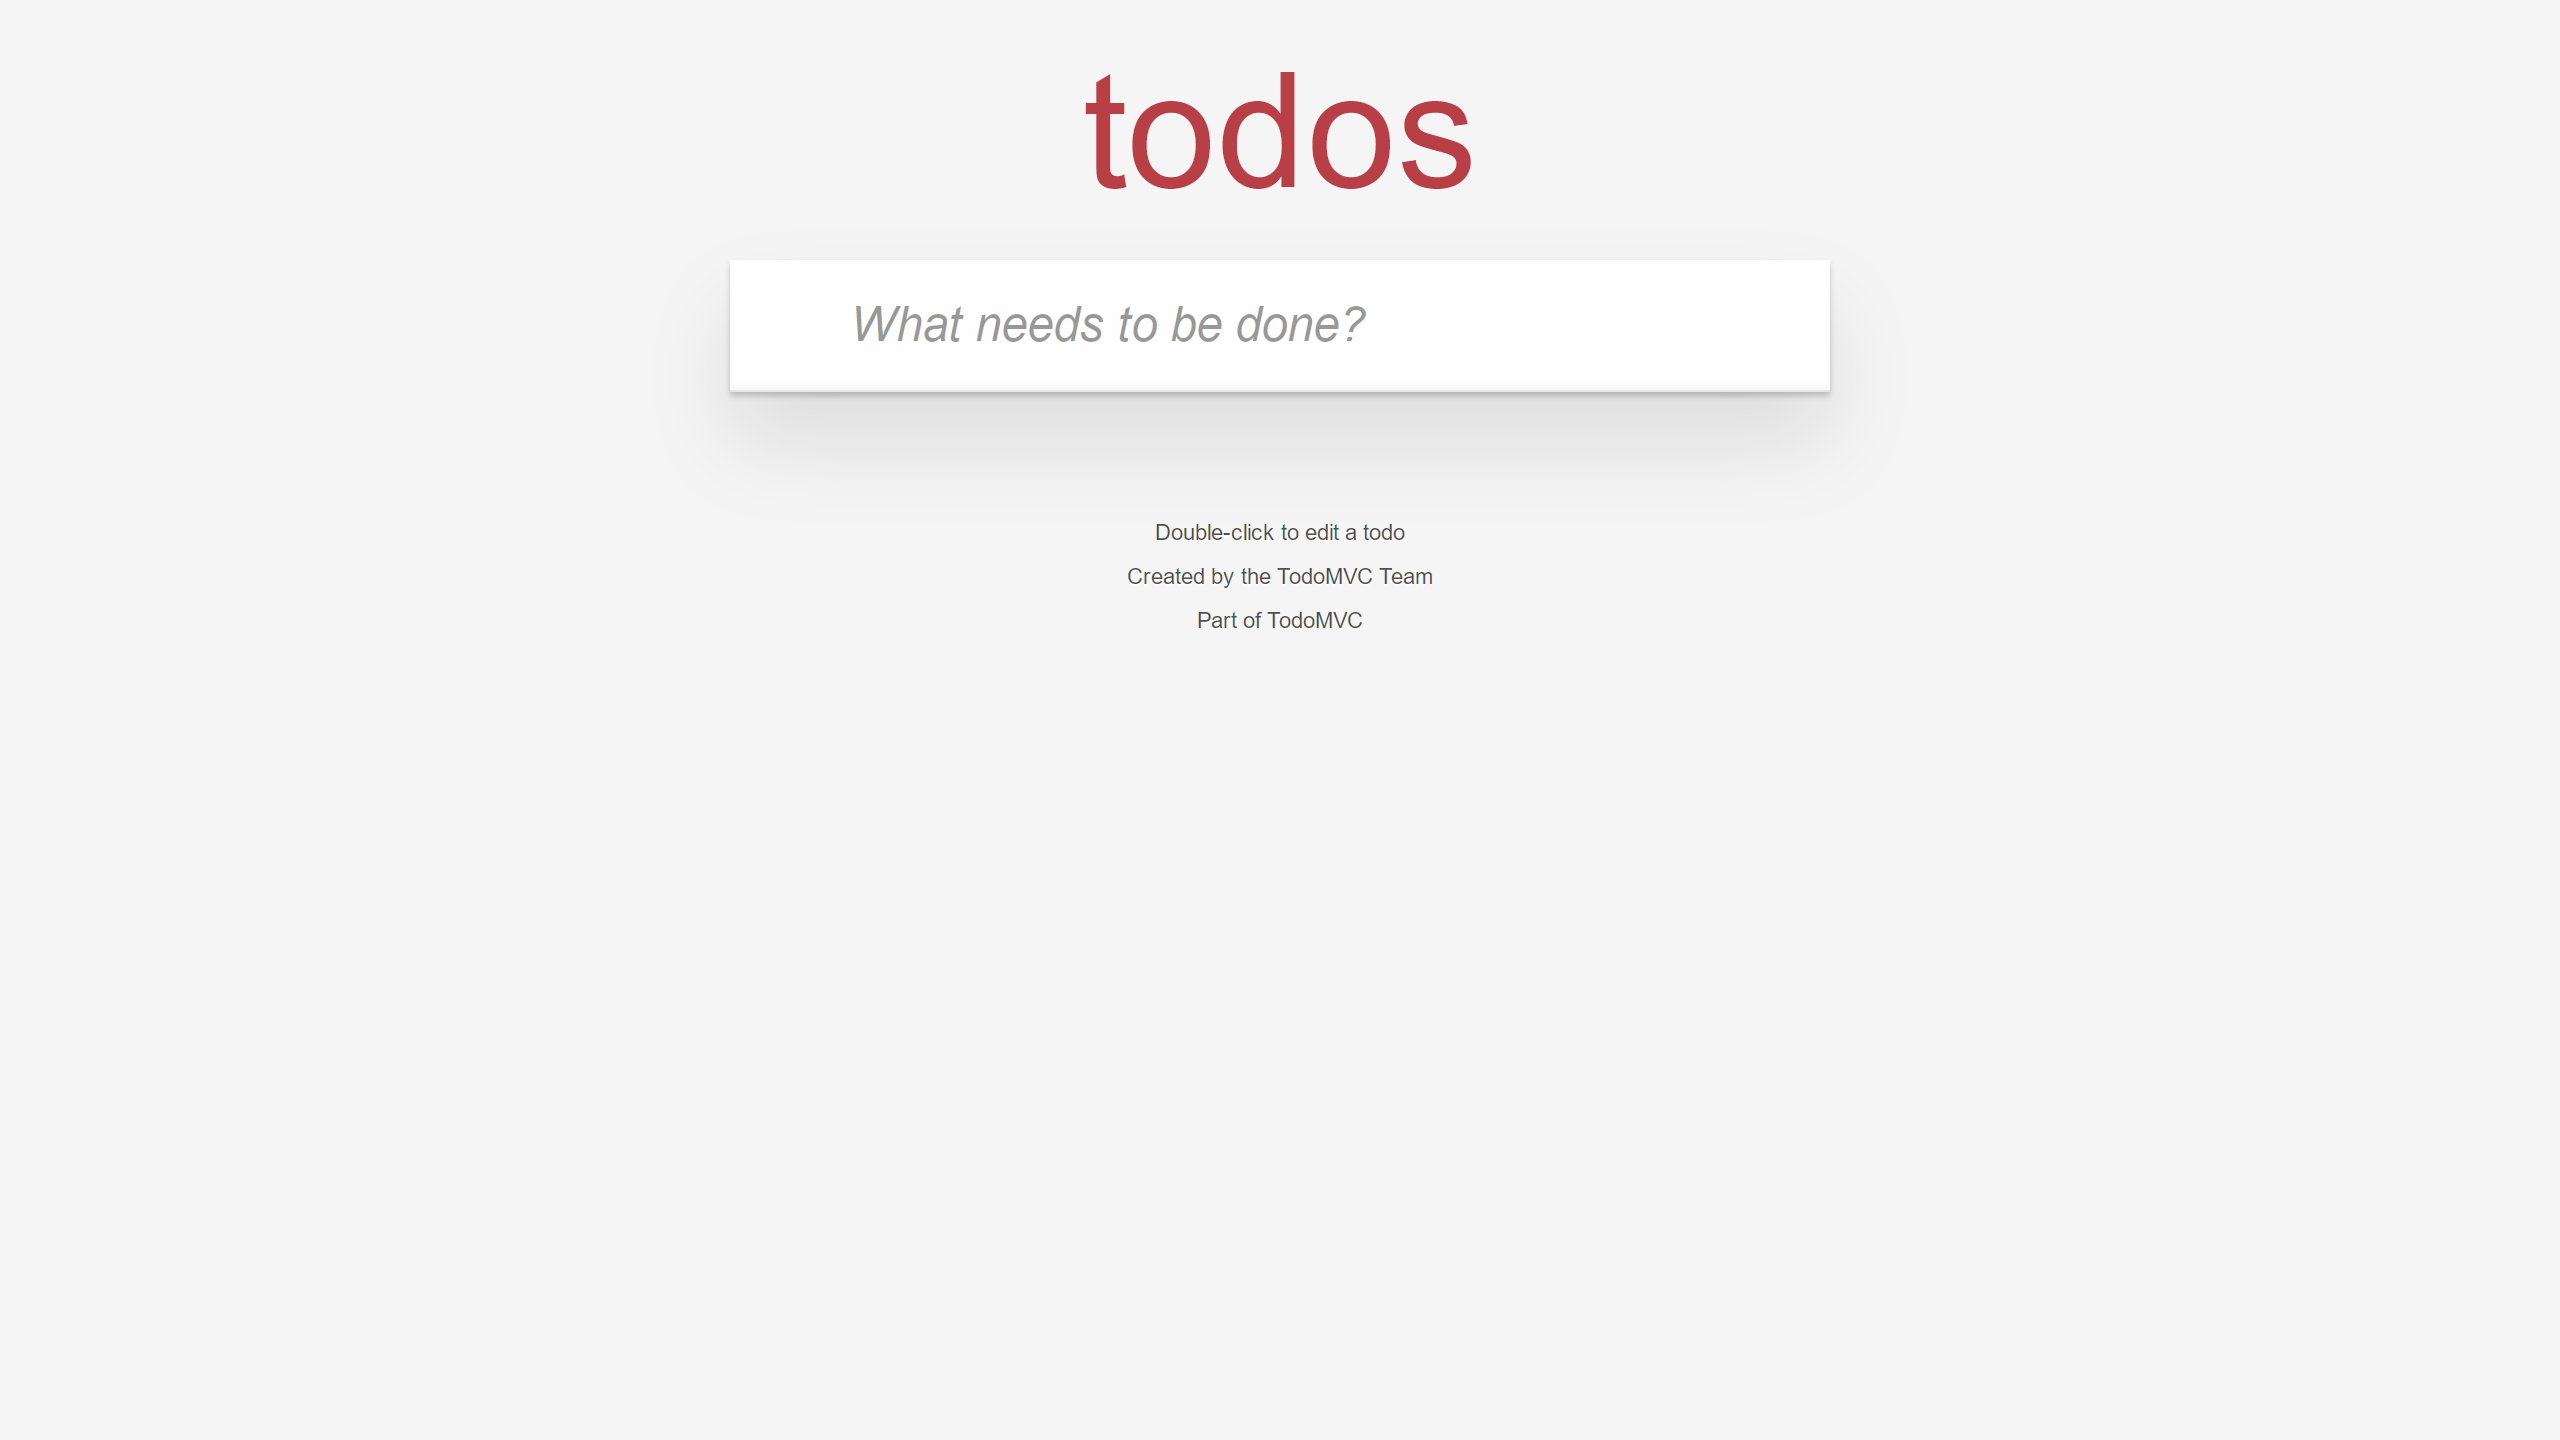 todos
What needs to be done?
Double-click to edit a todo
Created by the TodoMVC Team
Part of TodoMVC